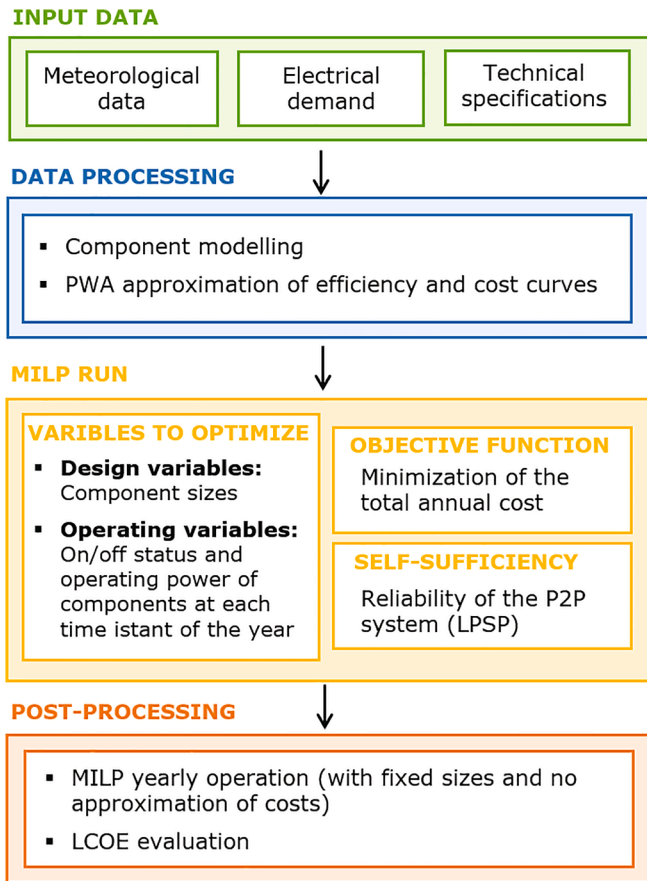 INPUT DATA
Meteorological
data
Electrical
demand
Technical
specifications
DATA PROCESSING
▪ Component modelling
▪ PWA approximation of efficiency and cost curves
MILP RUN
VARIBLES TO OPTIMIZE
▪ Design variables:
Component sizes
▪ Operating variables:
On/off status and
operating power of
components at each
time istant of the year
OBJECTIVE FUNCTION
Minimization of the
total annual cost
SELF-SUFFICIENCY
Reliability of the P2P
system (LPSP)
POST-PROCESSING
▪ MILP yearly operation (with fixed sizes and no
approximation of costs)
▪ LCOE evaluation